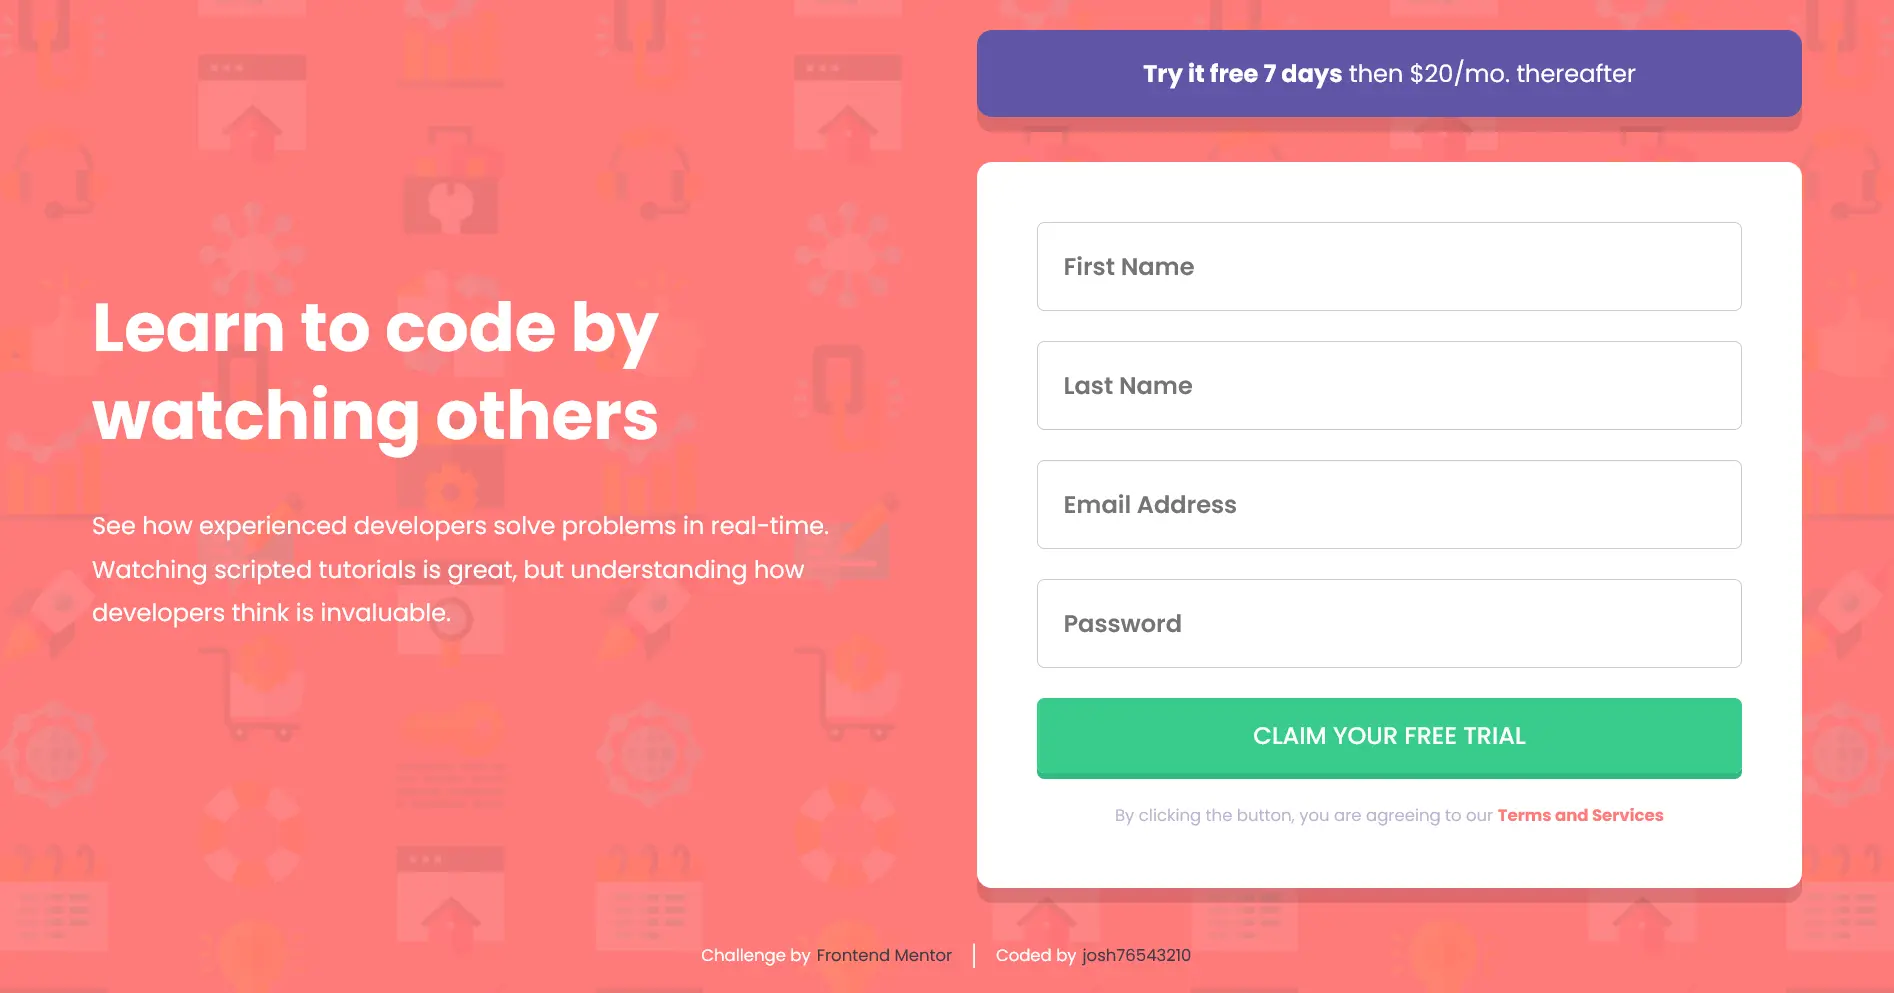 Try it free 7 days then $20/mo. thereafter
Learn to code by
watching others
See how experienced developers solve problems in real-time.
Watching scripted tutorials is great, but understanding how
developers think is invaluable.
First Name
Last Name
Email Address
Password
CLAIM YOUR FREE TRIAL
By clicking the button, you are agreeing to our Terms and Services
Challenge by Frontend Mentor | Coded by josh76543210